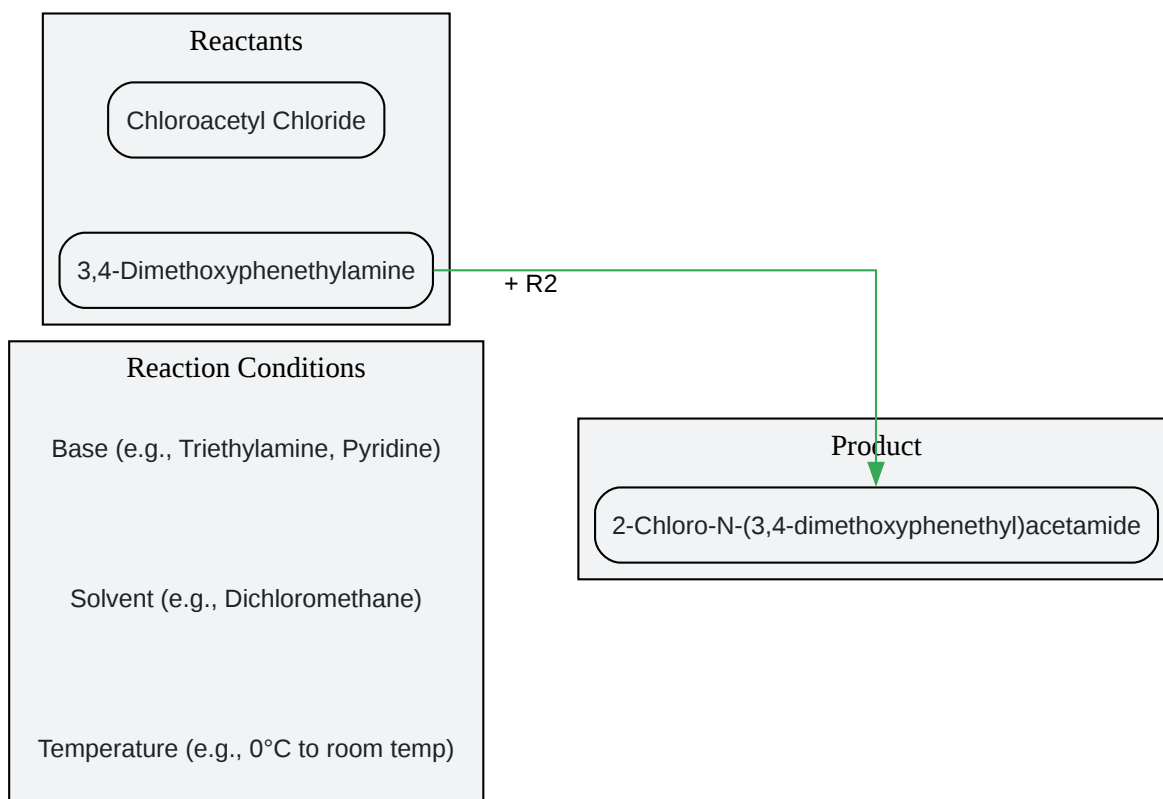 Reactants
Chloroacetyl Chloride
3,4-Dimethoxyphenethylamine
+ R2
Reaction Conditions
Base (e.g., Triethylamine, Pyridine)
Solvent (e.g., Dichloromethane)
Temperature (e.g., 0°C to room temp)
Product
2-Chloro-N-(3,4-dimethoxyphenethyl)acetamide